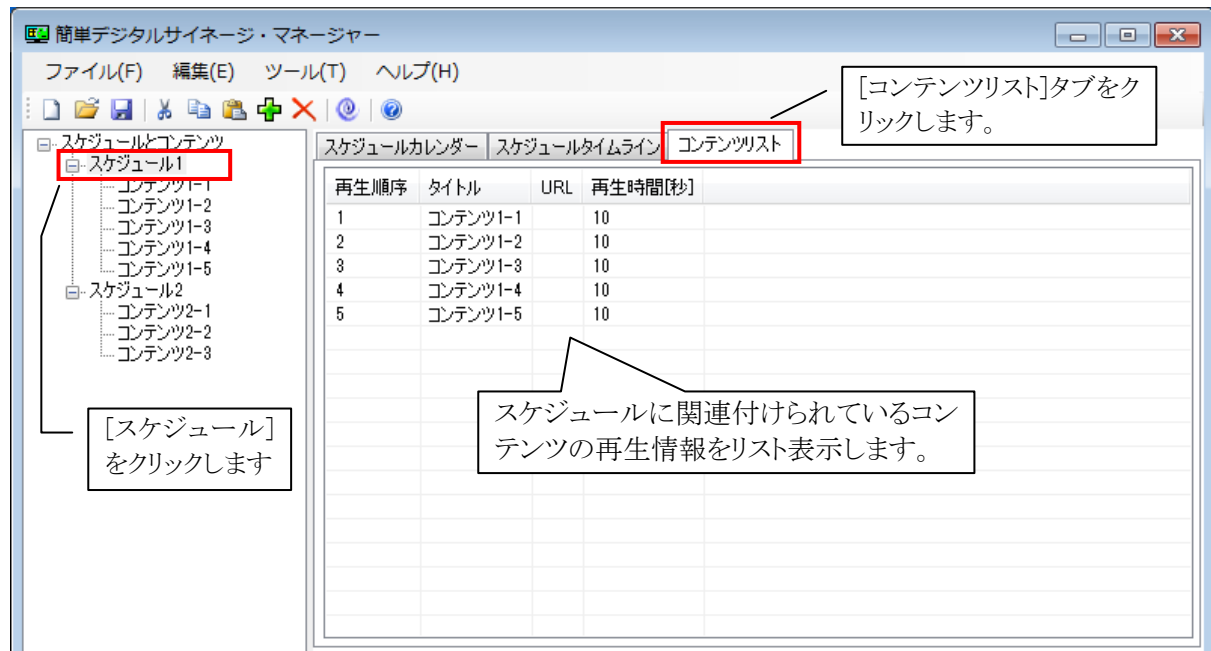 簡単デジタルサイネージ・マネージャー
ファイル(F) 編集(E) ツール(T) ヘルプ(H)
[コンテンツリスト]タブをク
リックします。
スケジュールとコンテンツ
スケジュール1
コンテンツ1-1
コンテンツ1-2
コンテンツ1-3
コンテンツ1-4
コンテンツ1-5
スケジュール2
コンテンツ2-1
コンテンツ2-2
コンテンツ2-3
スケジュールカレンダー スケジュールタイムライン コンテンツリスト
再生順序 タイトル URL 再生時間[秒]
1 コンテンツ1-1 10
2 コンテンツ1-2 10
3 コンテンツ1-3 10
4 コンテンツ1-4 10
5 コンテンツ1-5 10
スケジュールに関連付けられているコン
テンツの再生情報をリスト表示します。
[スケジュール]
をクリックします